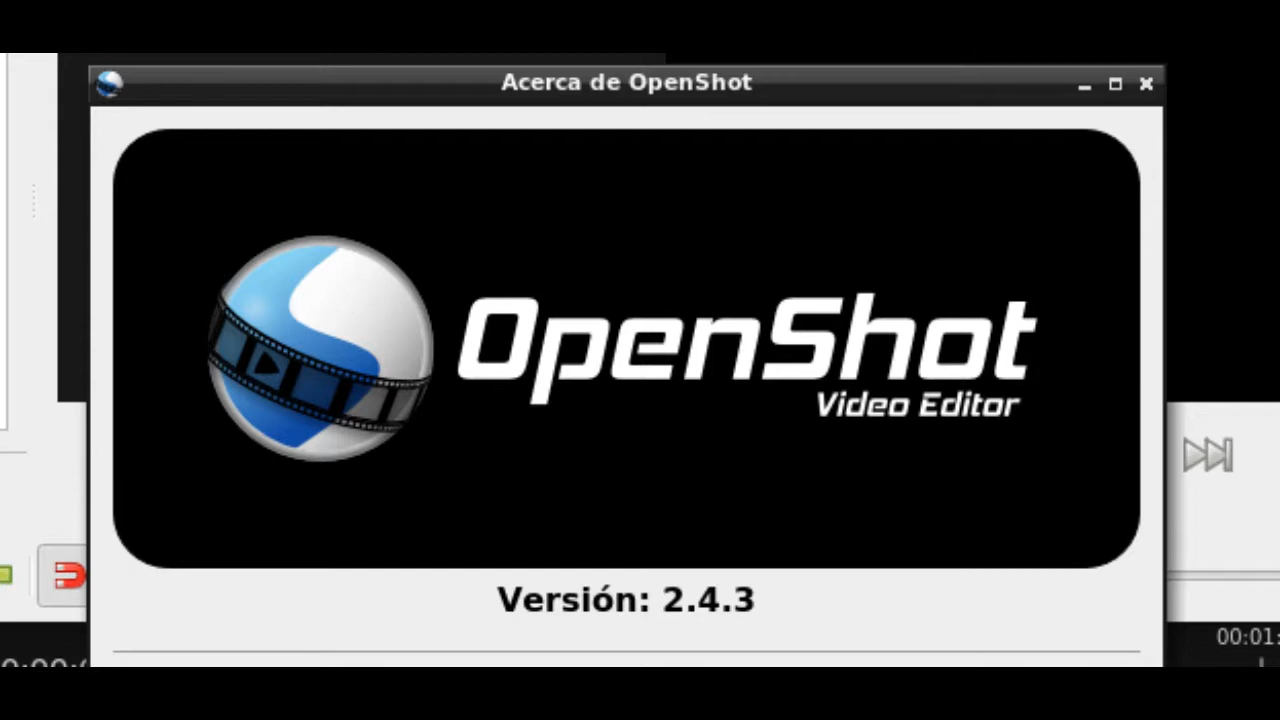 Acerca de OpenShot
OpenShot
Video Editor
Versión: 2.4.3
00:01: